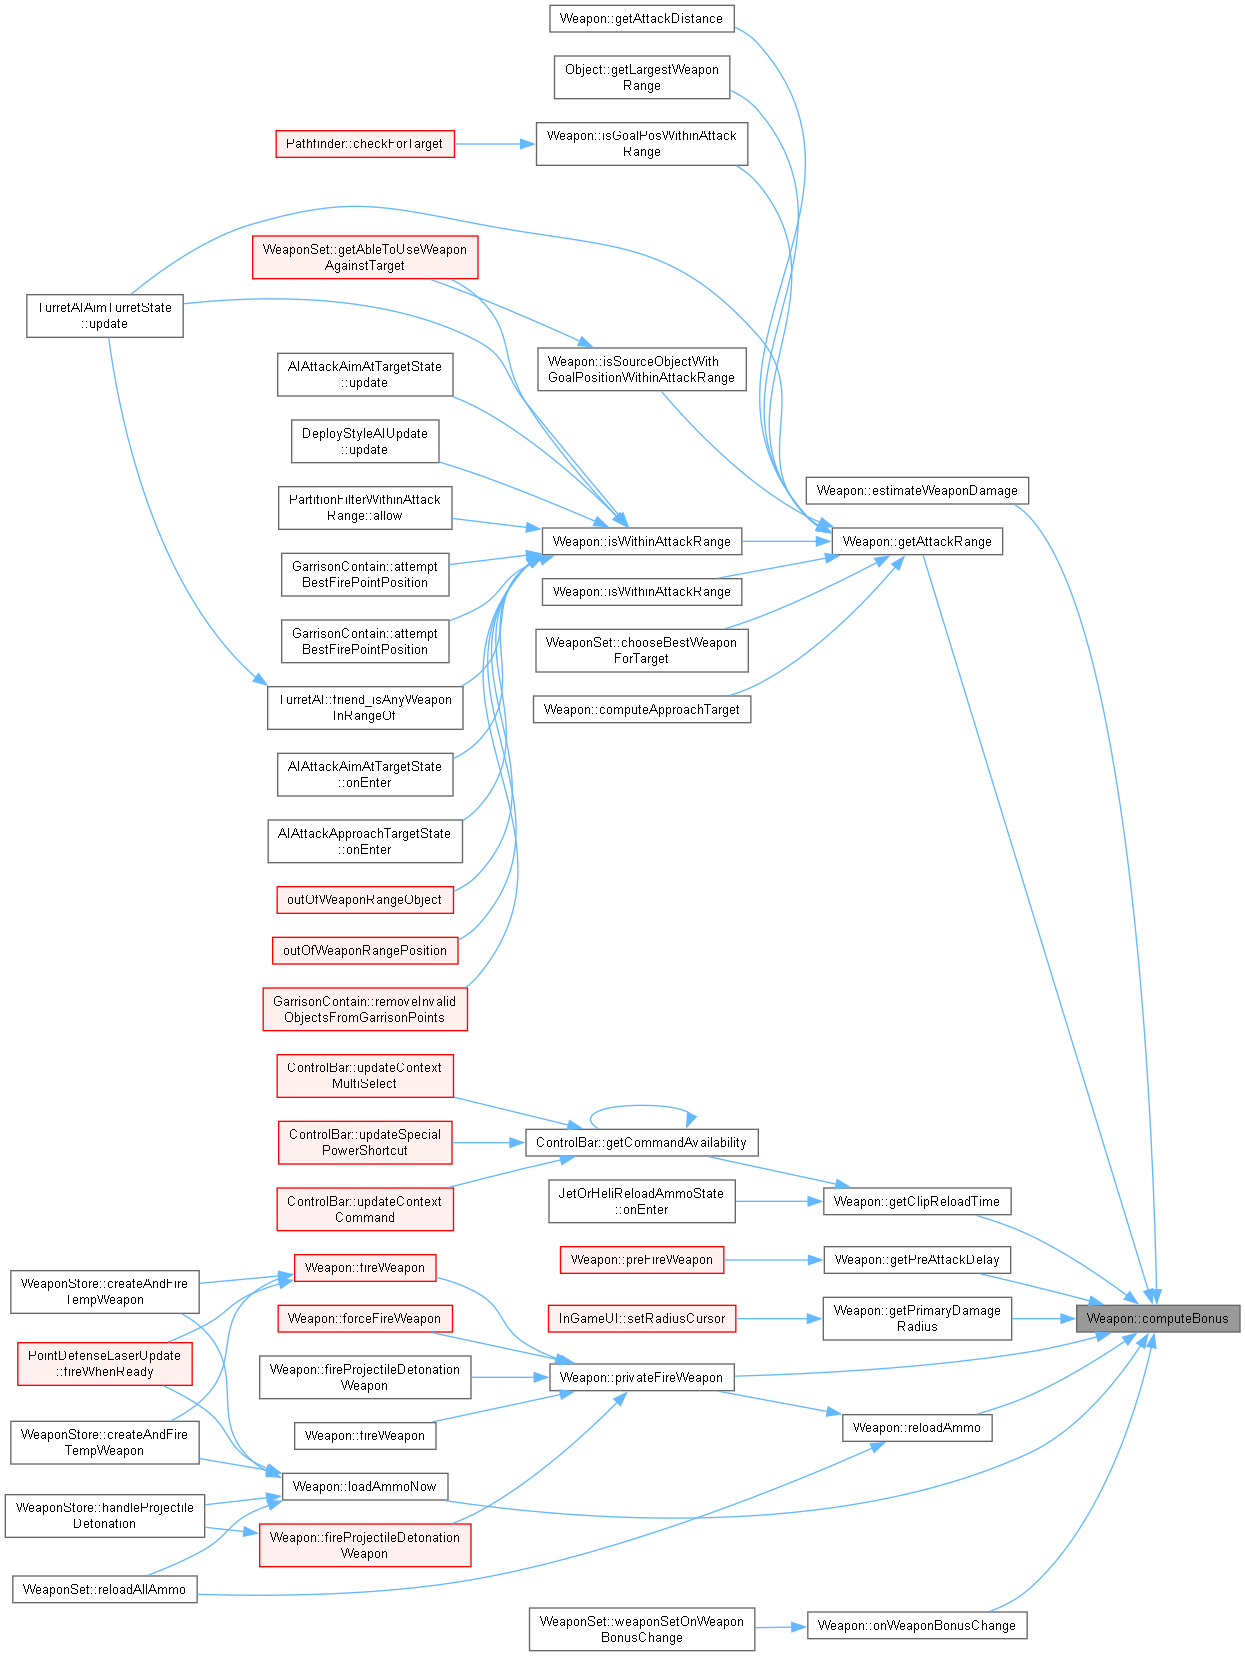 Weapon::getAttackDistance
Object::getLargestWeapon
Range
Weapon::isGoalPosWithinAttack
Range
Pathfinder::checkForTarget
WeaponSet::getAbleToUseWeapon
AgainstTarget
TurretAIAimTurretState
::update
Weapon::isSourceObjectWith
GoalPositionWithinAttackRange
AIAttackAimAtTargetState
::update
DeployStyleAIUpdate
::update
PartitionFilterWithinAttack
Range::allow
Weapon::estimateWeaponDamage
Weapon::isWithinAttackRange
Weapon::getAttackRange
GarrisonContain::attempt
BestFirePointPosition
Weapon::isWithinAttackRange
GarrisonContain::attempt
BestFirePointPosition
WeaponSet::chooseBestWeapon
ForTarget
TurretAI::friend_isAnyWeapon
InRangeOf
Weapon::computeApproachTarget
AIAttackAimAtTargetState
::onEnter
AIAttackApproachTargetState
::onEnter
outOfWeaponRangeObject
outOfWeaponRangePosition
GarrisonContain::removeInvalid
ObjectsFromGarrisonPoints
ControlBar::updateContext
MultiSelect
ControlBar::updateSpecial
PowerShortcut
ControlBar::getCommandAvailability
ControlBar::updateContext
Command
JetOrHeliReloadAmmoState
::onEnter
Weapon::getClipReloadTime
Weapon::preFireWeapon
Weapon::getPreAttackDelay
Weapon::fireWeapon
WeaponStore::createAndFire
TempWeapon
Weapon::forceFireWeapon
InGameUI::setRadiusCursor
Weapon::getPrimaryDamage
Radius
Weapon::computeBonus
PointDefenseLaserUpdate
::fireWhenReady
Weapon::fireProjectileDetonation
Weapon
Weapon::privateFireWeapon
WeaponStore::createAndFire
TempWeapon
Weapon::fireWeapon
Weapon::reloadAmmo
Weapon::loadAmmoNow
WeaponStore::handleProjectile
Detonation
Weapon::fireProjectileDetonation
Weapon
WeaponSet::reloadAllAmmo
WeaponSet::weaponSetOnWeapon
BonusChange
Weapon::onWeaponBonusChange